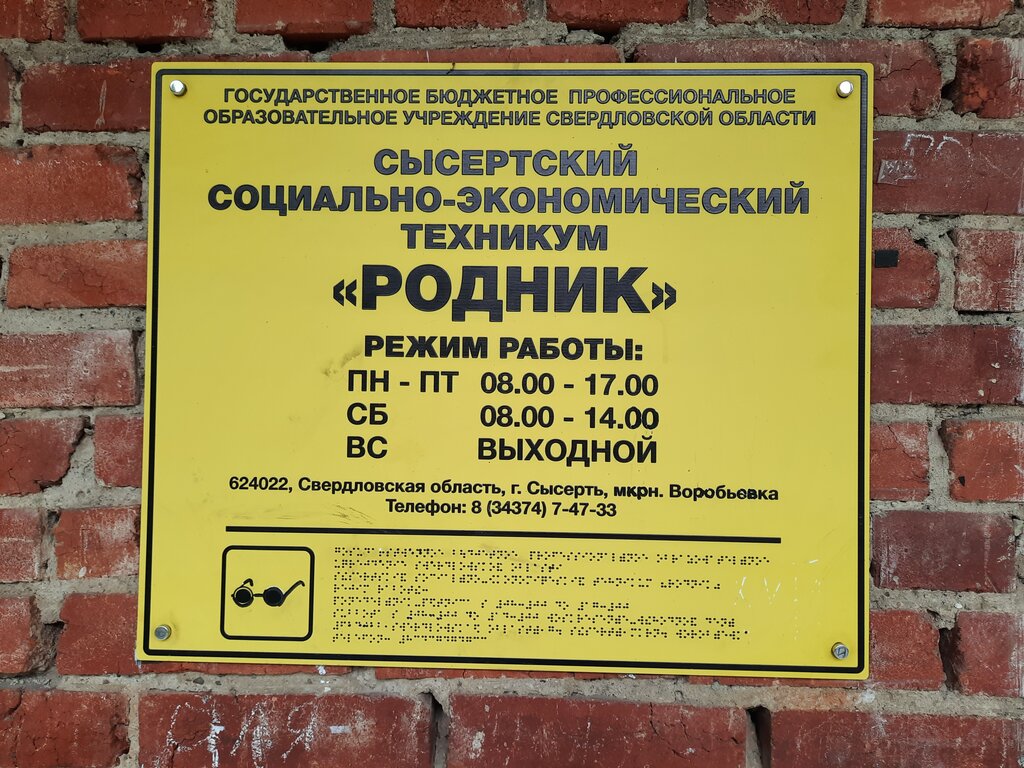 ГОСУДАРСТВЕННОЕ БЮДЖЕТНОЕ ПРОФЕССИОНАЛЬНОЕ
ОБРАЗОВАТЕЛЬНОЕ УЧРЕЖДЕНИЕ СВЕРДЛОВСКОЙ ОБЛАСТИ
СЫСЕРТСКИЙ
СОЦИАЛЬНО-ЭКОНОМИЧЕСКИЙ
ТЕХНИКУМ
«РОДНИК»
РЕЖИМ РАБОТЫ:
ПН - ПТ 08.00 - 17.00
СБ 08.00 - 14.00
ВС ВЫХОДНОЙ
624022, Свердловская область, г. Сысерть, мкрн. Воробьевка
Телефон: 8 (34374) 7-47-33